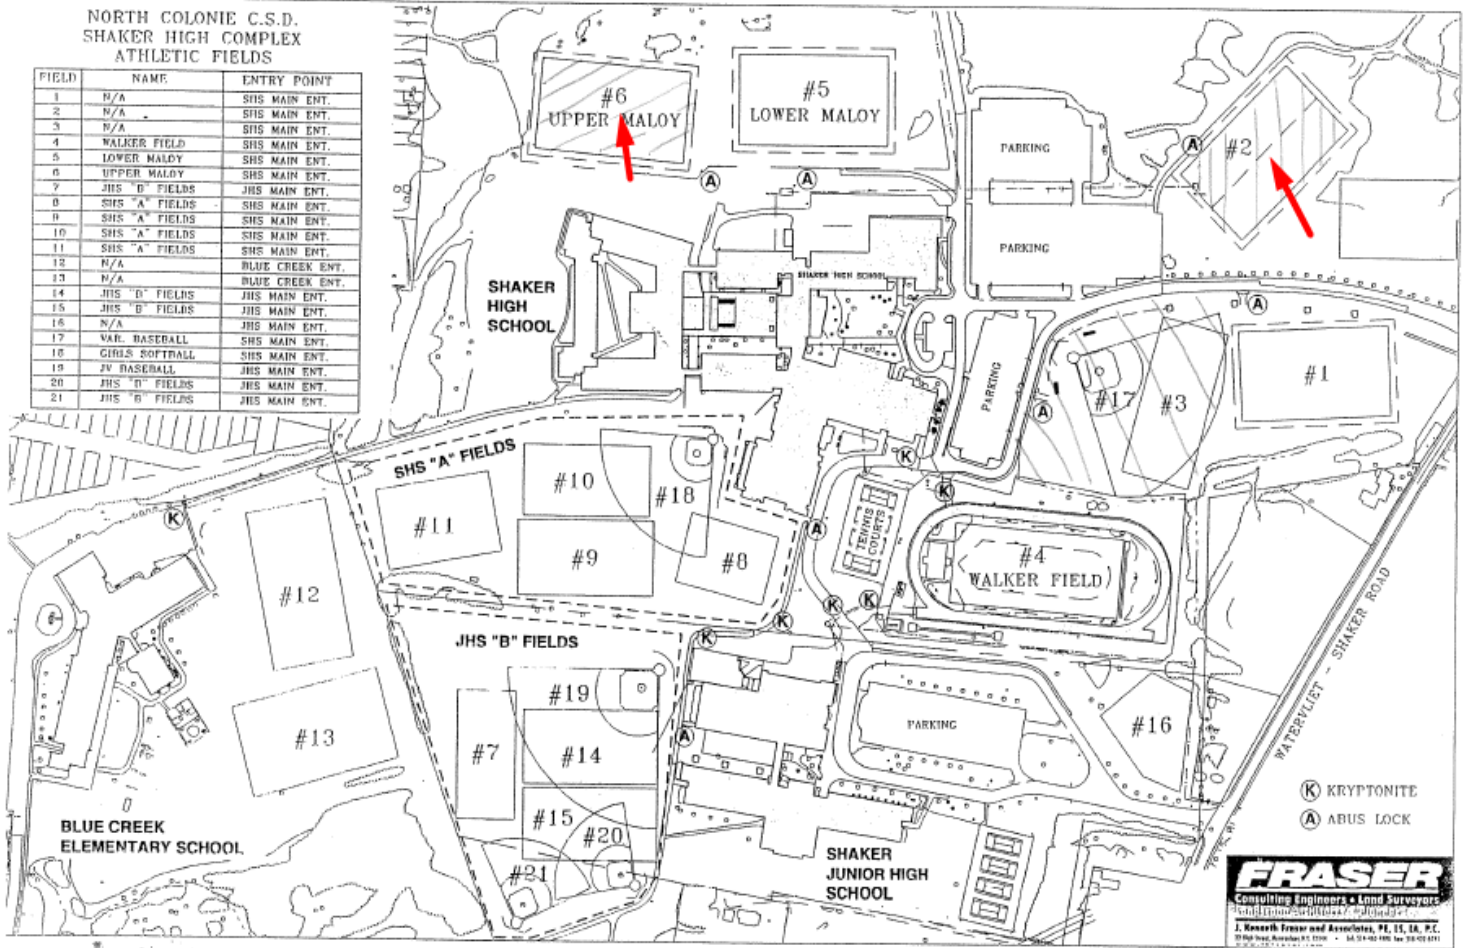 NORTH COLONIE C.S.D.
SHAKER HIGH COMPLEX
ATHLETIC FIELDS
FIELD NAME ENTRY POINT
1 N/A SHS MAIN ENT.
2 N/A SHS MAIN ENT.
3 N/A SHS MAIN ENT.
4 WALKER FIELD SHS MAIN ENT.
5 LOWER MALOY SHS MAIN ENT.
6 UPPER MALOY SHS MAIN ENT.
7 JHS "B" FIELDS JHS MAIN ENT.
8 SHS "A" FIELDS SHS MAIN ENT.
9 SHS "A" FIELDS SHS MAIN ENT.
10 SHS "A" FIELDS SHS MAIN ENT.
11 SHS "A" FIELDS SHS MAIN ENT.
12 N/A BLUE CREEK ENT.
13 N/A BLUE CREEK ENT.
14 JHS "B" FIELDS JHS MAIN ENT.
15 JHS "B" FIELDS JHS MAIN ENT.
16 N/A JHS MAIN ENT.
17 VAR. BASEBALL SHS MAIN ENT.
18 GIRLS SOFTBALL SHS MAIN ENT.
19 JV BASEBALL JHS MAIN ENT.
20 JHS "B" FIELDS JHS MAIN ENT.
21 JHS "B" FIELDS JHS MAIN ENT.
#6
UPPER MALOY
#5
LOWER MALOY
PARKING
#2
A
A
A
PARKING
SHAKER HIGH SCHOOL
SHAKER
HIGH
SCHOOL
A
PARKING
#17
#3
#1
A
SHS "A" FIELDS
#10
#18
K
K
#11
#9
#8
K
A
TENNIS
COURTS
#4
WALKER FIELD
#12
K
K
K
K
JHS "B" FIELDS
#19
WATERVLIET - SHAKER ROAD
#13
#7
#14
A
PARKING
#16
#15
#20
#21
BLUE CREEK
ELEMENTARY SCHOOL
SHAKER
JUNIOR HIGH
SCHOOL
K KRYPTONITE
A ABUS LOCK
FRASER
Consulting Engineers • Land Surveyors
J. Kenneth Fraser and Associates, PE, LS, LA, P.C.